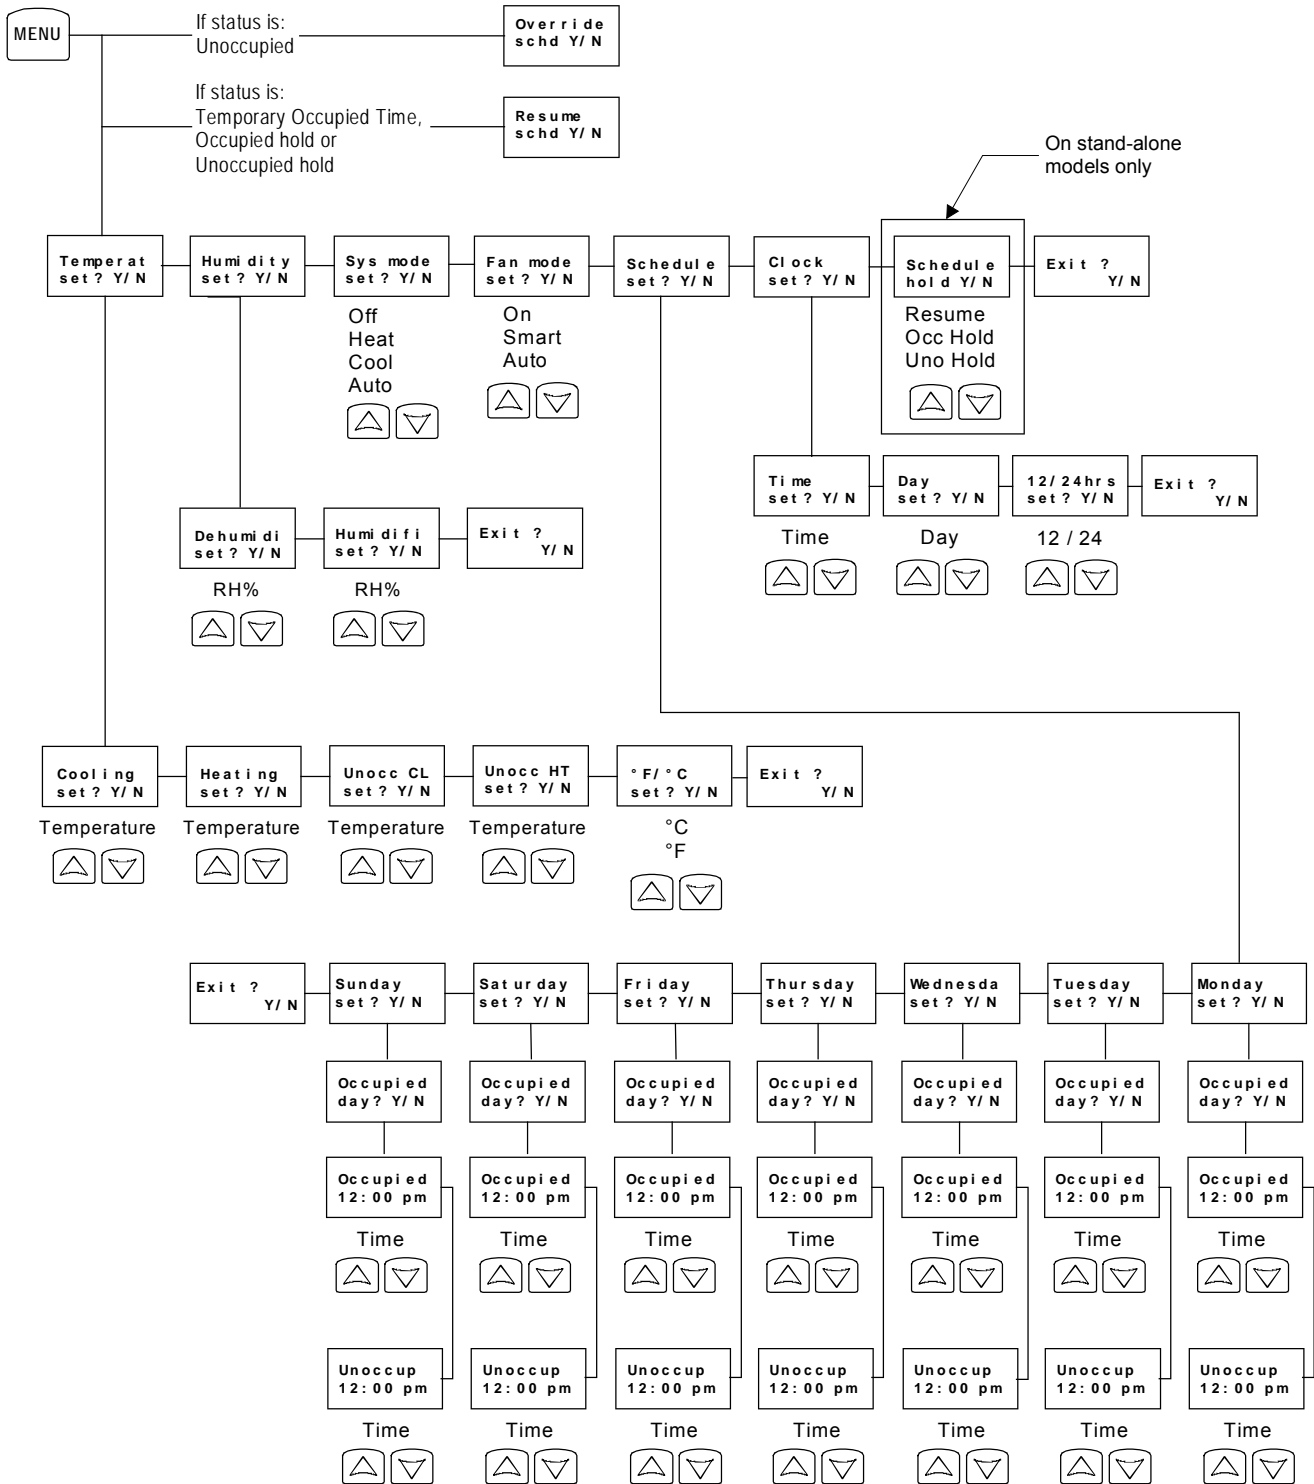 MENU
If status is:
Unoccupied
Override
schd Y/N
If status is:
Temporary Occupied Time,
Occupied hold or
Unoccupied hold
Resume
schd Y/N
On stand-alone
models only
Temperat
set? Y/N
Humidity
set? Y/N
Sys mode
set? Y/N
Fan mode
set? Y/N
Schedule
set? Y/N
Clock
set? Y/N
Schedule
hold Y/N
Exit ?
Y/N
Off
Heat
Cool
Auto
On
Smart
Auto
Resume
Occ Hold
Uno Hold
Time
set? Y/N
Day
set? Y/N
12/24hrs
set? Y/N
Exit ?
Y/N
Time
Day
12 / 24
Dehumidi
set? Y/N
Humidifi
set? Y/N
Exit ?
Y/N
RH%
RH%
Cooling
set? Y/N
Heating
set? Y/N
Unocc CL
set? Y/N
Unocc HT
set? Y/N
°F/°C
set? Y/N
Exit ?
Y/N
Temperature
Temperature
Temperature
Temperature
°C
°F
Exit ?
Y/N
Sunday
set? Y/N
Saturday
set? Y/N
Friday
set? Y/N
Thursday
set? Y/N
Wednesda
set? Y/N
Tuesday
set? Y/N
Monday
set? Y/N
Occupied
day? Y/N
Occupied
day? Y/N
Occupied
day? Y/N
Occupied
day? Y/N
Occupied
day? Y/N
Occupied
day? Y/N
Occupied
day? Y/N
Occupied
12:00 pm
Occupied
12:00 pm
Occupied
12:00 pm
Occupied
12:00 pm
Occupied
12:00 pm
Occupied
12:00 pm
Occupied
12:00 pm
Time
Time
Time
Time
Time
Time
Time
Unoccup
12:00 pm
Unoccup
12:00 pm
Unoccup
12:00 pm
Unoccup
12:00 pm
Unoccup
12:00 pm
Unoccup
12:00 pm
Unoccup
12:00 pm
Time
Time
Time
Time
Time
Time
Time